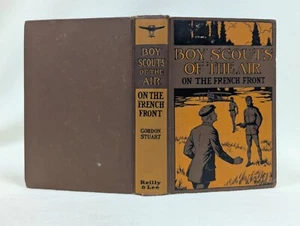 BOY
SCOUTS
OF THE
AIR
ON THE
FRENCH
FRONT
GORDON
STUART
Reilly
& Lee
BOY SCOUTS
OF THE AIR
ON THE FRENCH FRONT